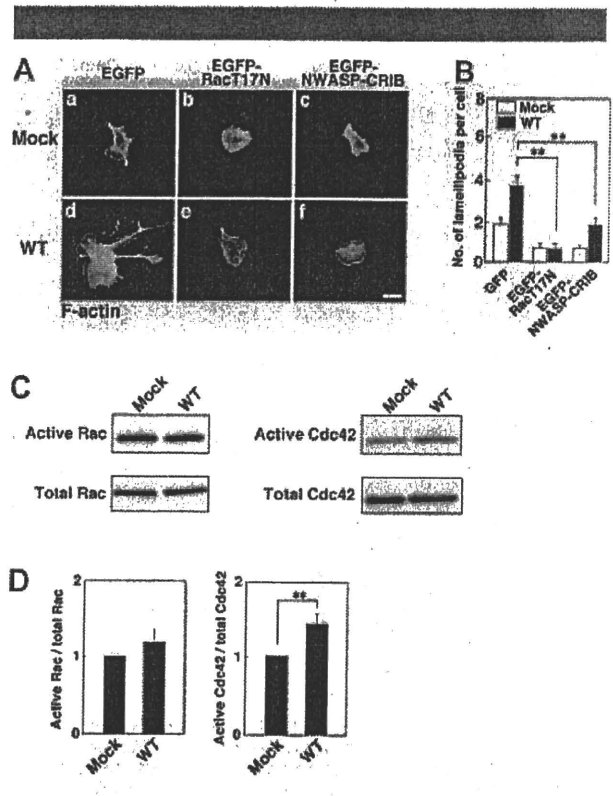 A
EGFP
EGFP-
RacT17N
EGFP-
NWASP-CRIB
Mock
a
b
c
WT
d
e
f
F-actin
B
No. of lamellipodia per cell
8
6
4
2
0
Mock
WT
**
**
GFP
EGFP-
RacT17N
EGFP-
NWASP-CRIB
C
Mock
WT
Active Rac
Total Rac
Mock
WT
Active Cdc42
Total Cdc42
D
Active Rac / total Rac
2
1
0
Mock
WT
Active Cdc42 / total Cdc42
2
1
0
**
Mock
WT